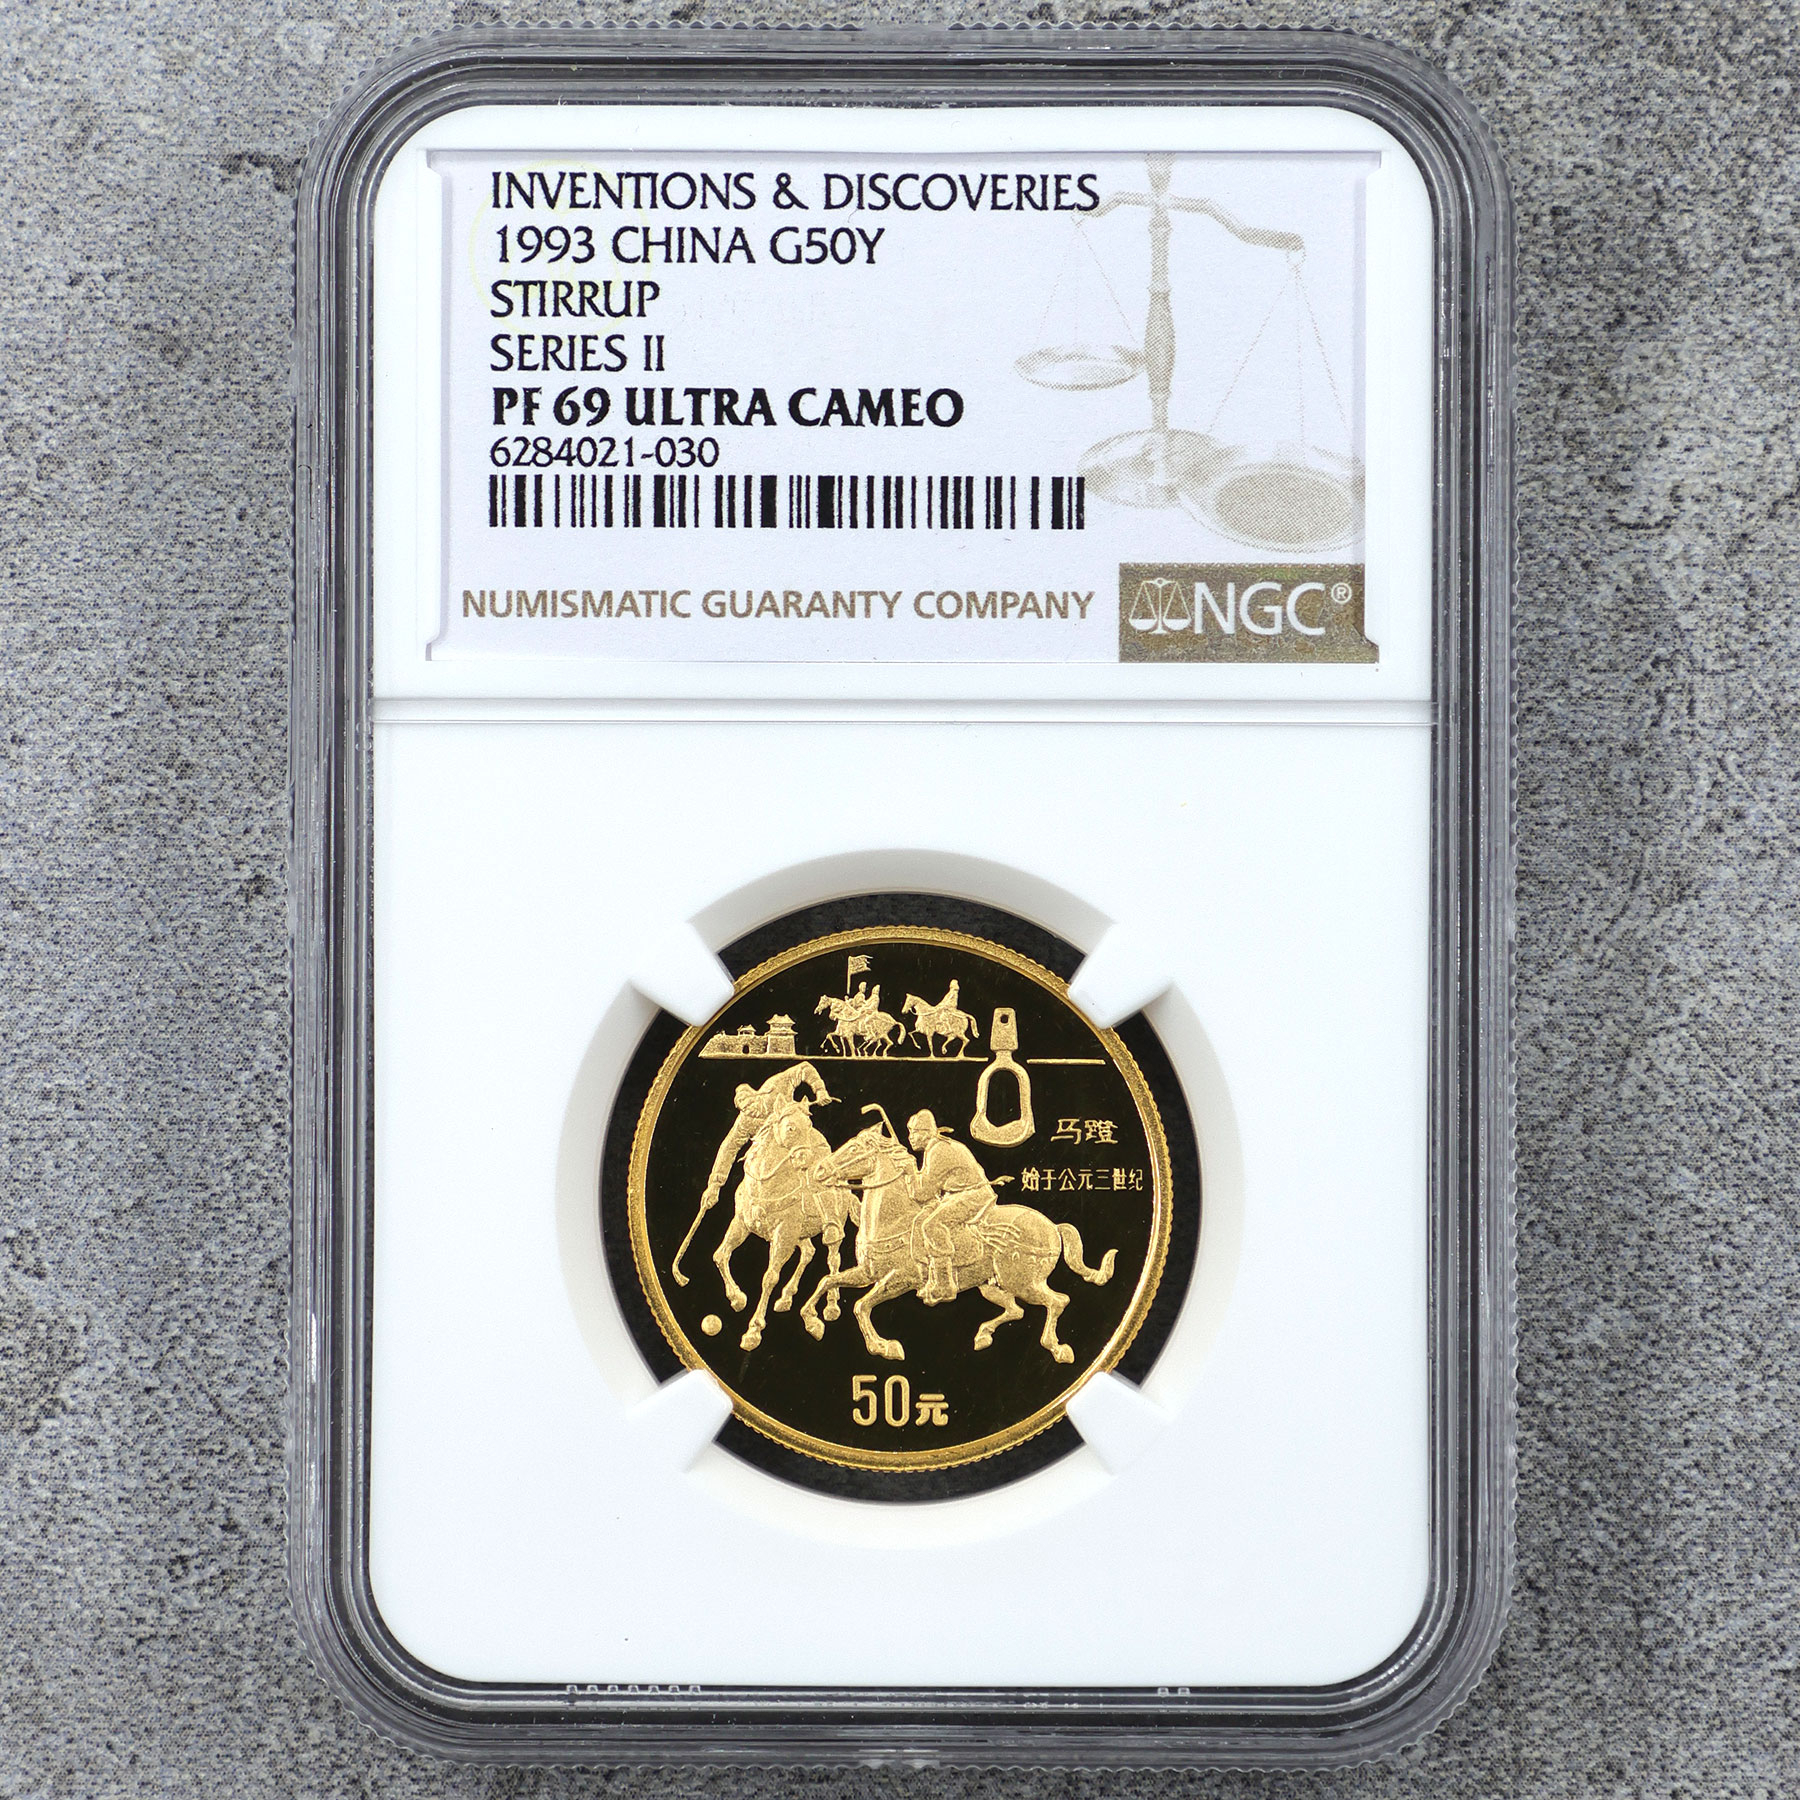 INVENTIONS & DISCOVERIES
1993 CHINA G50Y
STIRRUP
SERIES II
PF 69 ULTRA CAMEO
6284021-030
NUMISMATIC GUARANTY COMPANY
NGC®
马蹬
始于公元三世纪
50元